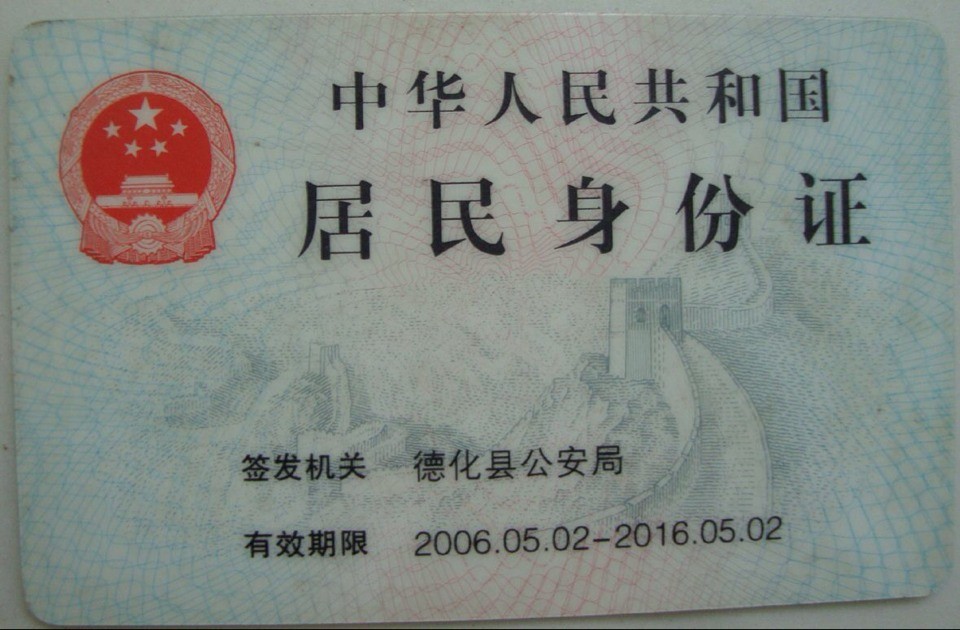 中华人民共和国
居民身份证
签发机关 德化县公安局
有效期限 2006.05.02-2016.05.02